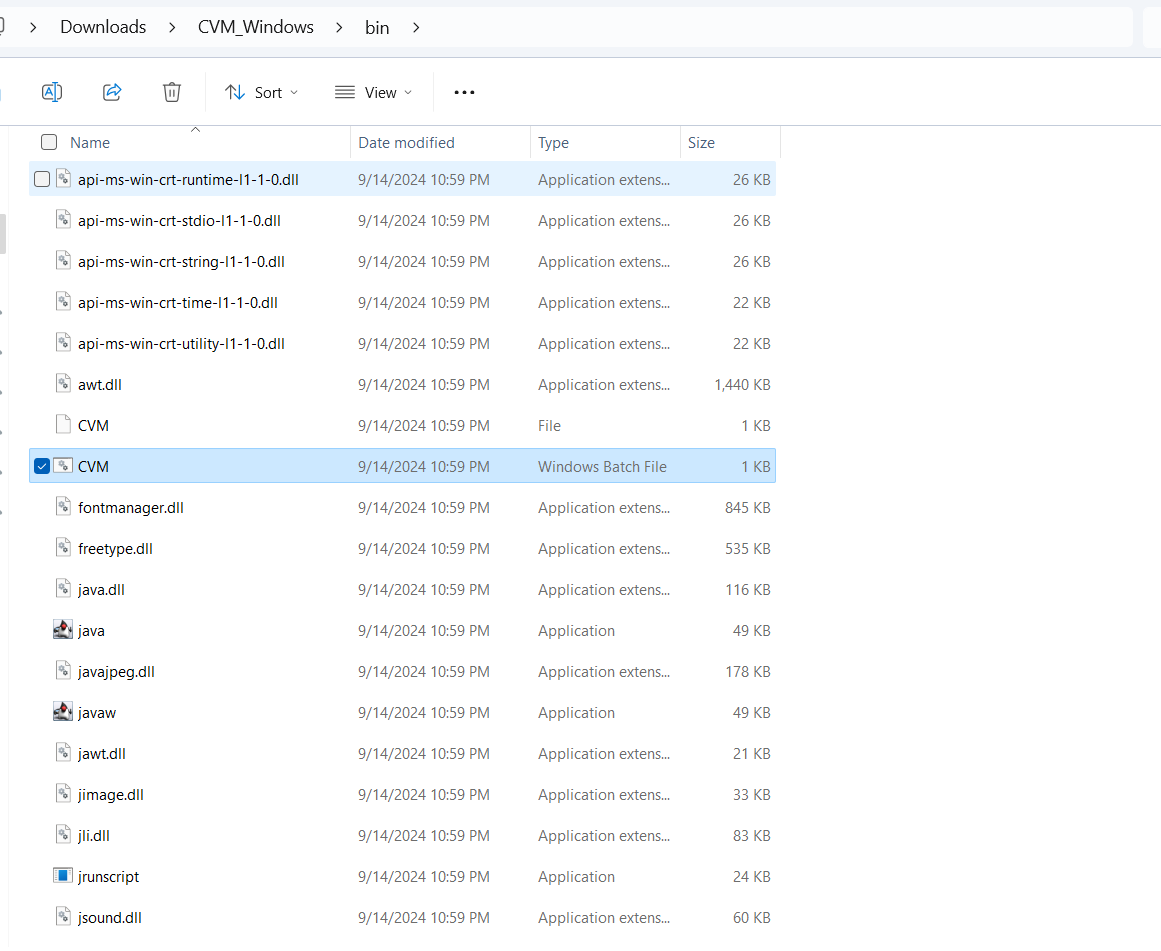 Downloads > CVM_Windows > bin >
Sort View
Name Date modified Type Size
api-ms-win-crt-runtime-l1-1-0.dll 9/14/2024 10:59 PM Application extens... 26 KB
api-ms-win-crt-stdio-l1-1-0.dll 9/14/2024 10:59 PM Application extens... 26 KB
api-ms-win-crt-string-l1-1-0.dll 9/14/2024 10:59 PM Application extens... 26 KB
api-ms-win-crt-time-l1-1-0.dll 9/14/2024 10:59 PM Application extens... 22 KB
api-ms-win-crt-utility-l1-1-0.dll 9/14/2024 10:59 PM Application extens... 22 KB
awt.dll 9/14/2024 10:59 PM Application extens... 1,440 KB
CVM 9/14/2024 10:59 PM File 1 KB
CVM 9/14/2024 10:59 PM Windows Batch File 1 KB
fontmanager.dll 9/14/2024 10:59 PM Application extens... 845 KB
freetype.dll 9/14/2024 10:59 PM Application extens... 535 KB
java.dll 9/14/2024 10:59 PM Application extens... 116 KB
java 9/14/2024 10:59 PM Application 49 KB
javajpeg.dll 9/14/2024 10:59 PM Application extens... 178 KB
javaw 9/14/2024 10:59 PM Application 49 KB
jawt.dll 9/14/2024 10:59 PM Application extens... 21 KB
jimage.dll 9/14/2024 10:59 PM Application extens... 33 KB
jli.dll 9/14/2024 10:59 PM Application extens... 83 KB
jrunscript 9/14/2024 10:59 PM Application 24 KB
jsound.dll 9/14/2024 10:59 PM Application extens... 60 KB